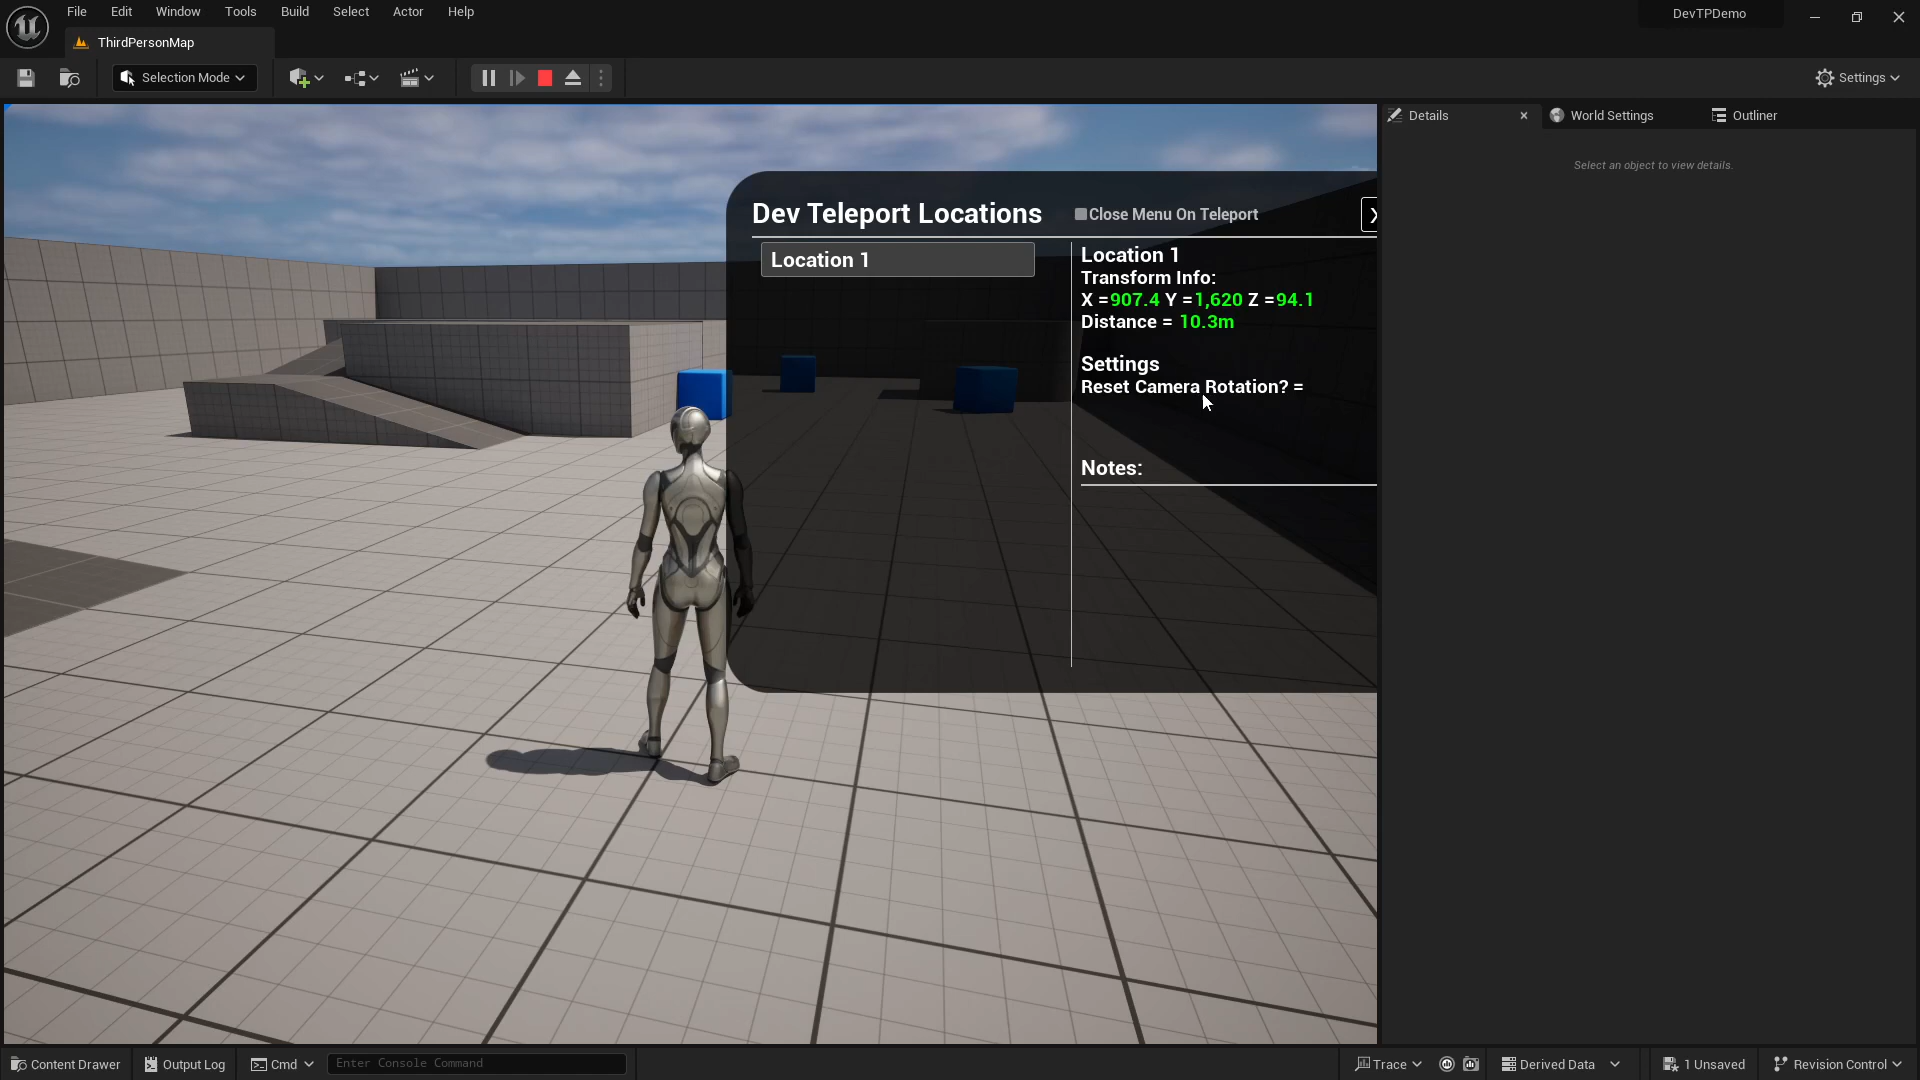 File Edit Window Tools Build Select Actor Help
DevTPDemo
ThirdPersonMap
Selection Mode
Settings
Details
World Settings
Outliner
Select an object to view details.
Dev Teleport Locations
Close Menu On Teleport
X
Location 1
Location 1
Transform Info:
X =907.4 Y =1,620 Z =94.1
Distance = 10.3m
Settings
Reset Camera Rotation? =
Notes:
Content Drawer
Output Log
Cmd
Enter Console Command
Trace
Derived Data
1 Unsaved
Revision Control